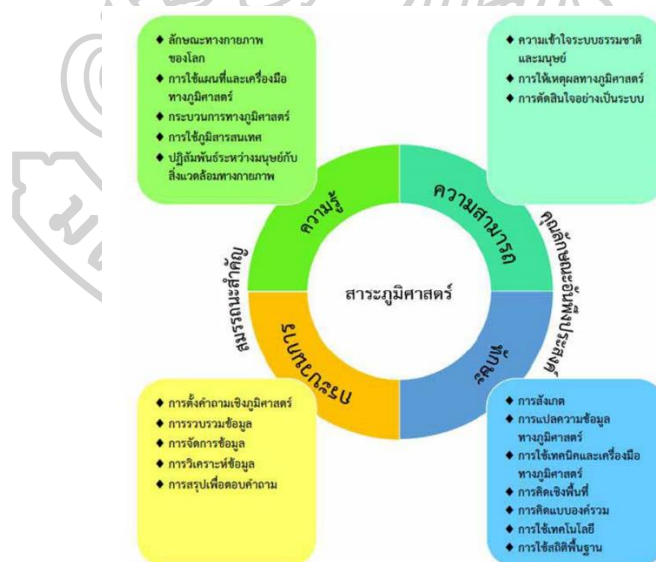 ◆ ลักษณะทางกายภาพ
ของโลก
◆ การใช้แผนที่และเครื่องมือ
ทางภูมิศาสตร์
◆ กระบวนการทางภูมิศาสตร์
◆ การใช้ภูมิสารสนเทศ
◆ ปฏิสัมพันธ์ระหว่างมนุษย์กับ
สิ่งแวดล้อมทางกายภาพ
◆ ความเข้าใจระบบธรรมชาติ
และมนุษย์
◆ การให้เหตุผลทางภูมิศาสตร์
◆ การตัดสินใจอย่างเป็นระบบ
ความรู้
ความสามารถ
สมรรถนะสำคัญ
สาระภูมิศาสตร์
คุณลักษณะอันพึงประสงค์
กระบวนการ
ทักษะ
◆ การตั้งคำถามเชิงภูมิศาสตร์
◆ การรวบรวมข้อมูล
◆ การจัดการข้อมูล
◆ การวิเคราะห์ข้อมูล
◆ การสรุปเพื่อตอบคำถาม
◆ การสังเกต
◆ การแปลความข้อมูล
ทางภูมิศาสตร์
◆ การใช้เทคนิคและเครื่องมือ
ทางภูมิศาสตร์
◆ การคิดเชิงพื้นที่
◆ การคิดแบบองค์รวม
◆ การใช้เทคโนโลยี
◆ การใช้สถิติพื้นฐาน